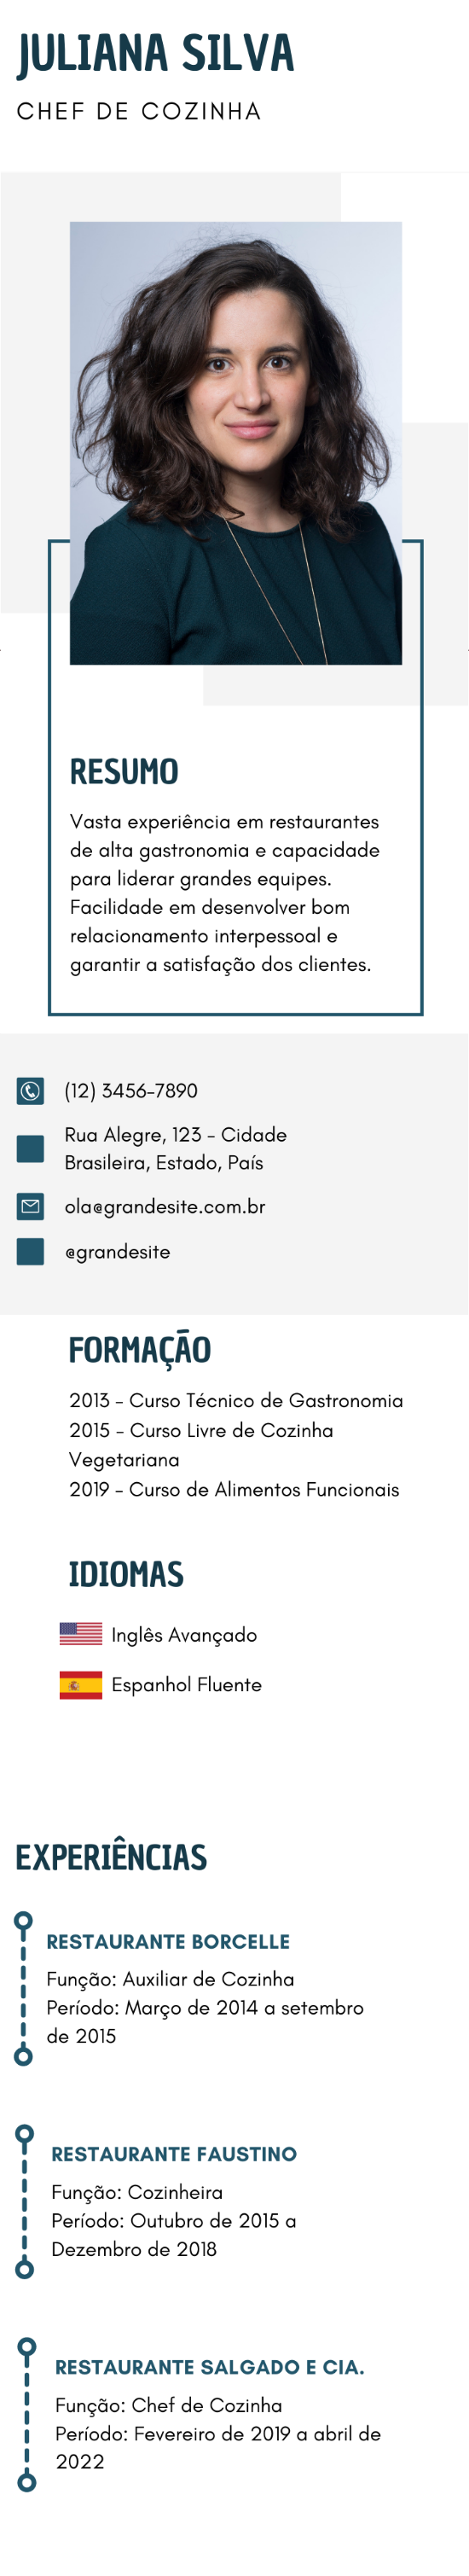 JULIANA SILVA
CHEF DE COZINHA
RESUMO
Vasta experiência em restaurantes
de alta gastronomia e capacidade
para liderar grandes equipes.
Facilidade em desenvolver bom
relacionamento interpessoal e
garantir a satisfação dos clientes.
(12) 3456-7890
Rua Alegre, 123 - Cidade
Brasileira, Estado, País
ola@grandesite.com.br
@grandesite
FORMAÇÃO
2013 - Curso Técnico de Gastronomia
2015 - Curso Livre de Cozinha
Vegetariana
2019 - Curso de Alimentos Funcionais
IDIOMAS
Inglês Avançado
Espanhol Fluente
EXPERIÊNCIAS
RESTAURANTE BORCELLE
Função: Auxiliar de Cozinha
Período: Março de 2014 a setembro
de 2015
RESTAURANTE FAUSTINO
Função: Cozinheira
Período: Outubro de 2015 a
Dezembro de 2018
RESTAURANTE SALGADO E CIA.
Função: Chef de Cozinha
Período: Fevereiro de 2019 a abril de
2022